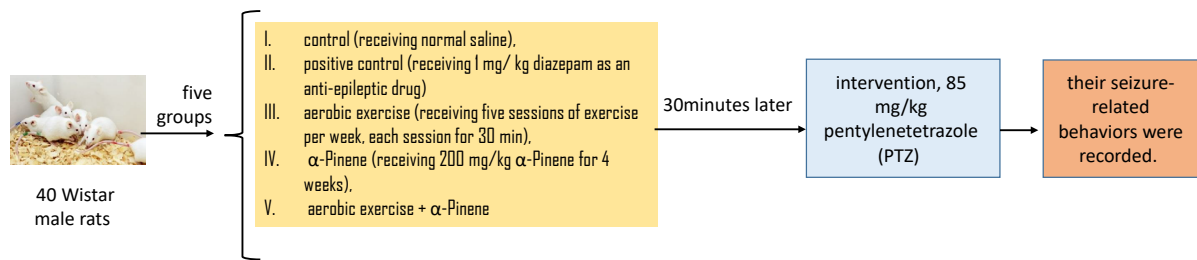 40 Wistar
male rats
five
groups
I. control (receiving normal saline),
II. positive control (receiving 1 mg/ kg diazepam as an
anti-epileptic drug)
III. aerobic exercise (receiving five sessions of exercise
per week, each session for 30 min),
IV. α-Pinene (receiving 200 mg/kg α-Pinene for 4
weeks),
V. aerobic exercise + α-Pinene
30minutes later
intervention, 85
mg/kg
pentylenetetrazole
(PTZ)
their seizure-
related
behaviors were
recorded.